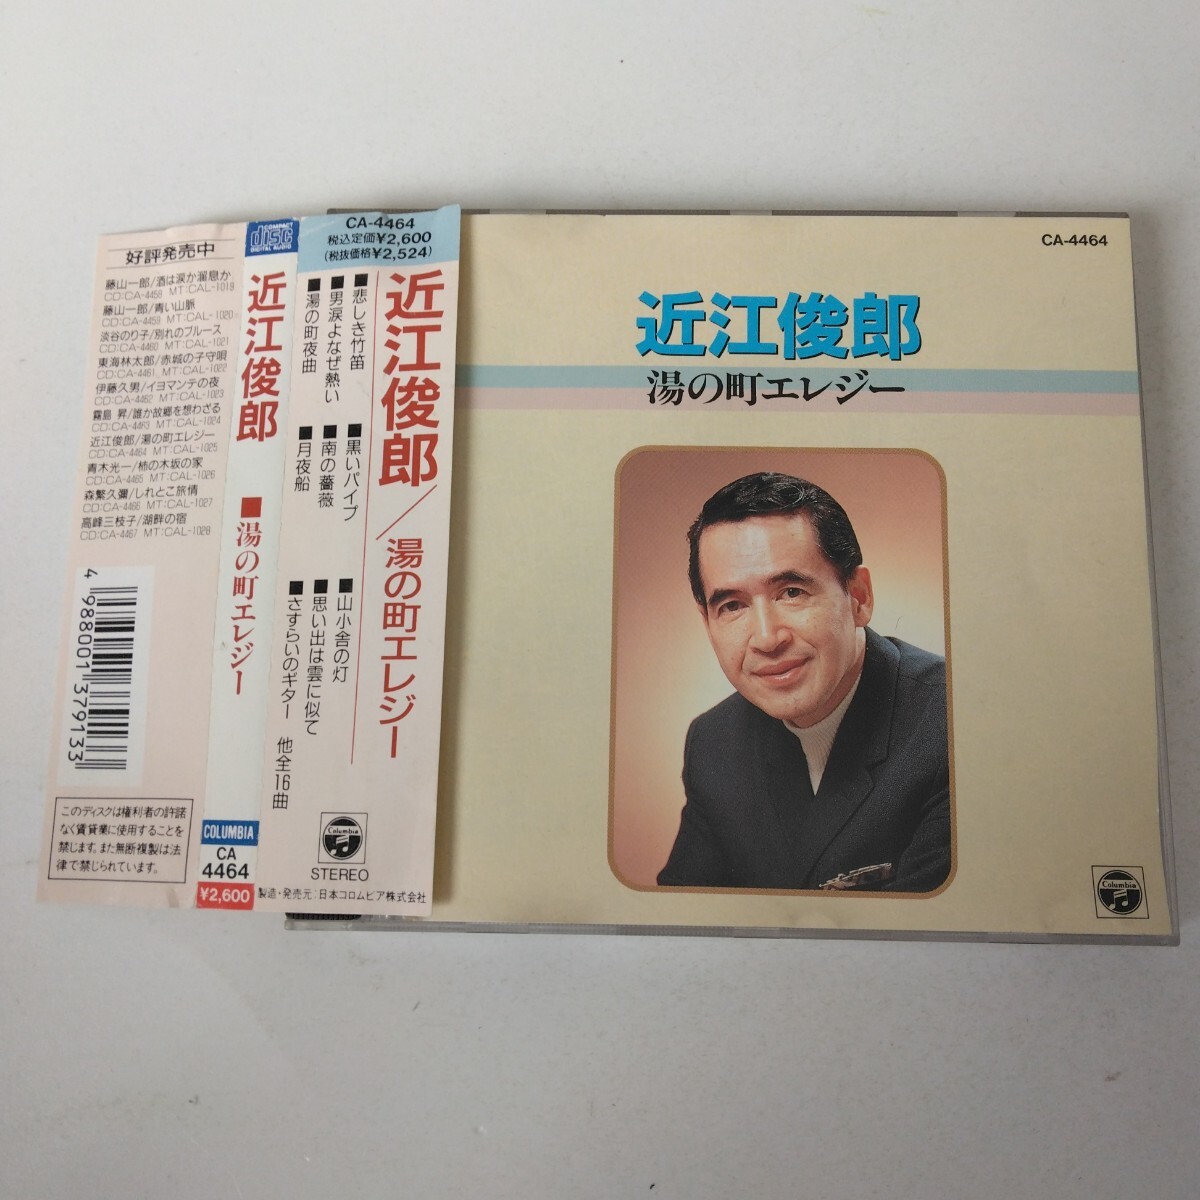 好評発売中
藤山一郎/酒は涙か溜息か
CD:CA-4458 MT:CAL-1019
藤山一郎/青い山脈
CD:CA-4459 MT:CAL-1020
淡谷のり子/別れのブルース
CD:CA-4460 MT:CAL-1021
東海林太郎/赤城の子守唄
CD:CA-4461 MT:CAL-1022
伊藤久男/イヨマンテの夜
CD:CA-4462 MT:CAL-1023
霧島 昇/誰か故郷を想わざる
CD:CA-4463 MT:CAL-1024
近江俊郎/湯の町エレジー
CD:CA-4464 MT:CAL-1025
青木光一/柿の木坂の家
CD:CA-4465 MT:CAL-1026
森繁久彌/しれとこ旅情
CD:CA-4466 MT:CAL-1027
高峰三枝子/湖畔の宿
CD:CA-4467 MT:CAL-1028
4 988001 379133
このディスクは権利者の許諾
なく賃貸業に使用することを
禁じます。また無断複製は法
律で禁じられています。
COMPACT
disc
DIGITAL AUDIO
近江俊郎
■湯の町エレジー
COLUMBIA
CA
4464
¥2,600
CA-4464
税込定価¥2,600
(税抜価格¥2,524)
近江俊郎/湯の町エレジー
■悲しき竹笛
■黒いパイプ
■山小舎の灯
■男涙よなぜ熱い
■南の薔薇
■思い出は雲に似て
■湯の町夜曲
■月夜船
■さすらいのギター
他全16曲
Columbia
STEREO
製造・発売元:日本コロムビア株式会社
CA-4464
近江俊郎
湯の町エレジー
Columbia